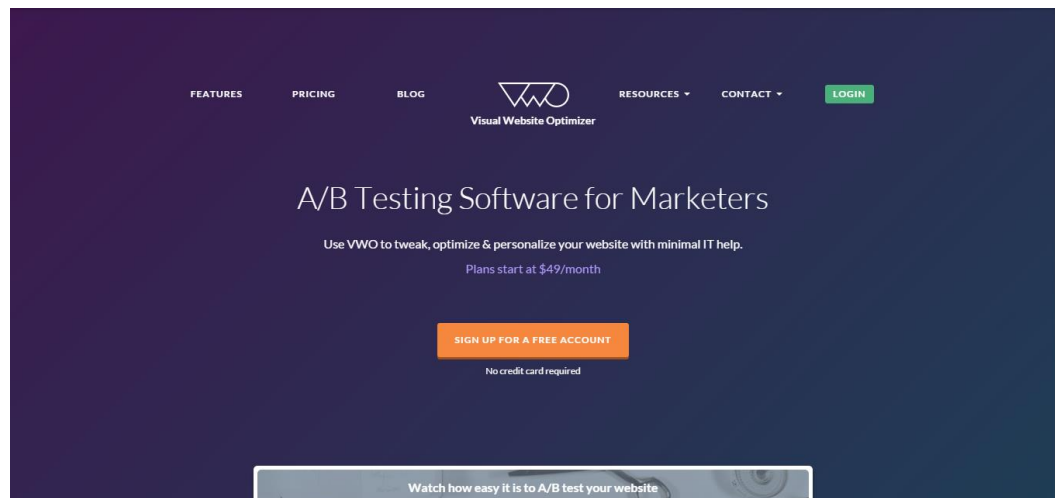 FEATURES PRICING BLOG VWO RESOURCES CONTACT LOGIN
Visual Website Optimizer
A/B Testing Software for Marketers
Use VWO to tweak, optimize & personalize your website with minimal IT help.
Plans start at $49/month
SIGN UP FOR A FREE ACCOUNT
No credit card required
Watch how easy it is to A/B test your website